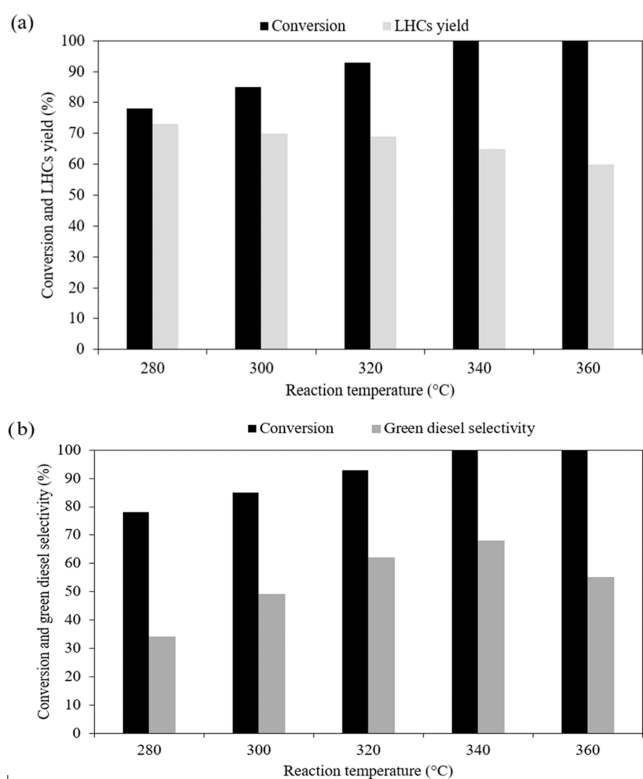 (a)
Conversion LHCs yield
Conversion and LHCs yield (%)
100
90
80
70
60
50
40
30
20
10
0
280 300 320 340 360
Reaction temperature (°C)
(b)
Conversion Green diesel selectivity
Conversion and green diesel selectivity (%)
100
90
80
70
60
50
40
30
20
10
0
280 300 320 340 360
Reaction temperature (°C)